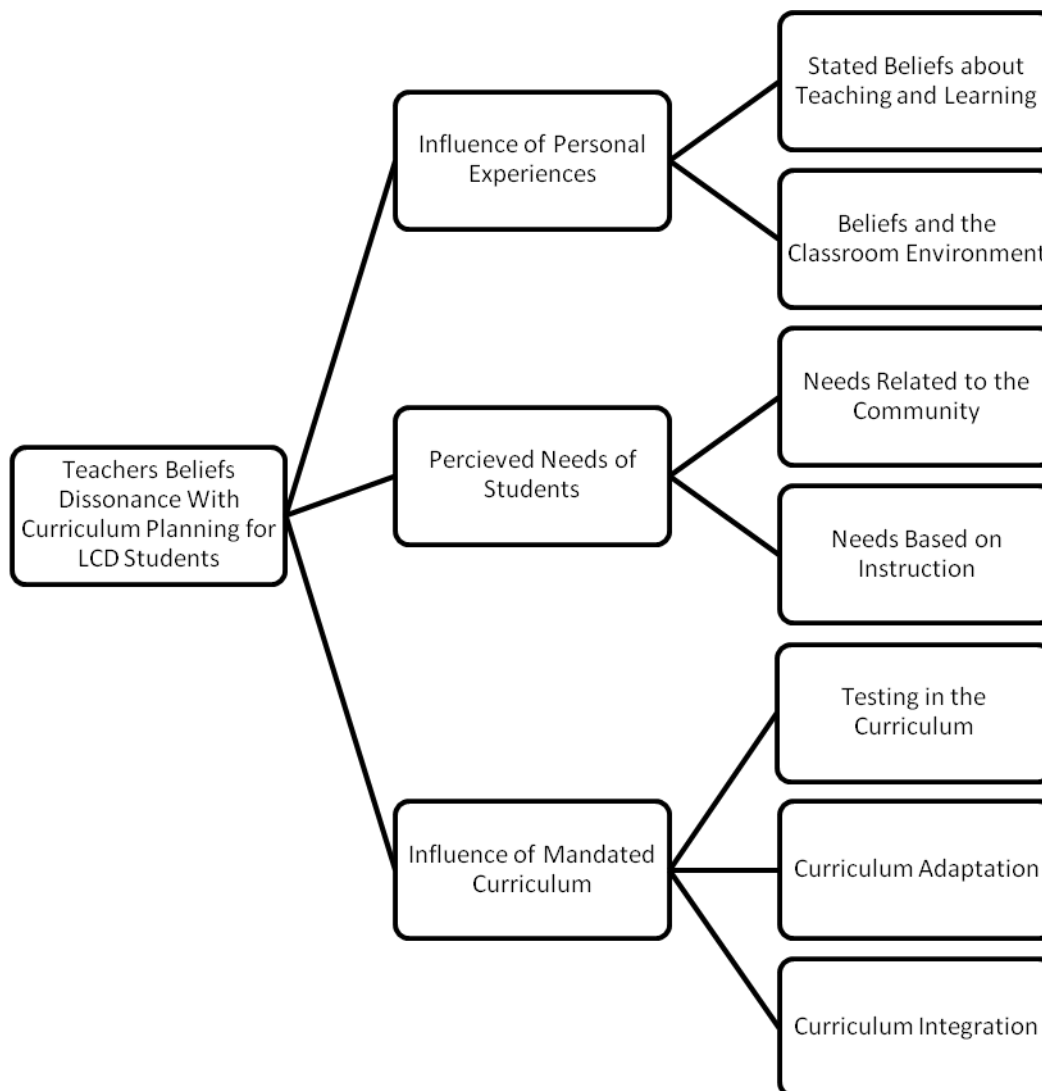 Stated Beliefs about
Teaching and Learning
Influence of Personal
Experiences
Beliefs and the
Classroom Environment
Needs Related to the
Community
Teachers Beliefs
Dissonance With
Curriculum Planning for
LCD Students
Percieved Needs of
Students
Needs Based on
Instruction
Testing in the
Curriculum
Influence of Mandated
Curriculum
Curriculum Adaptation
Curriculum Integration